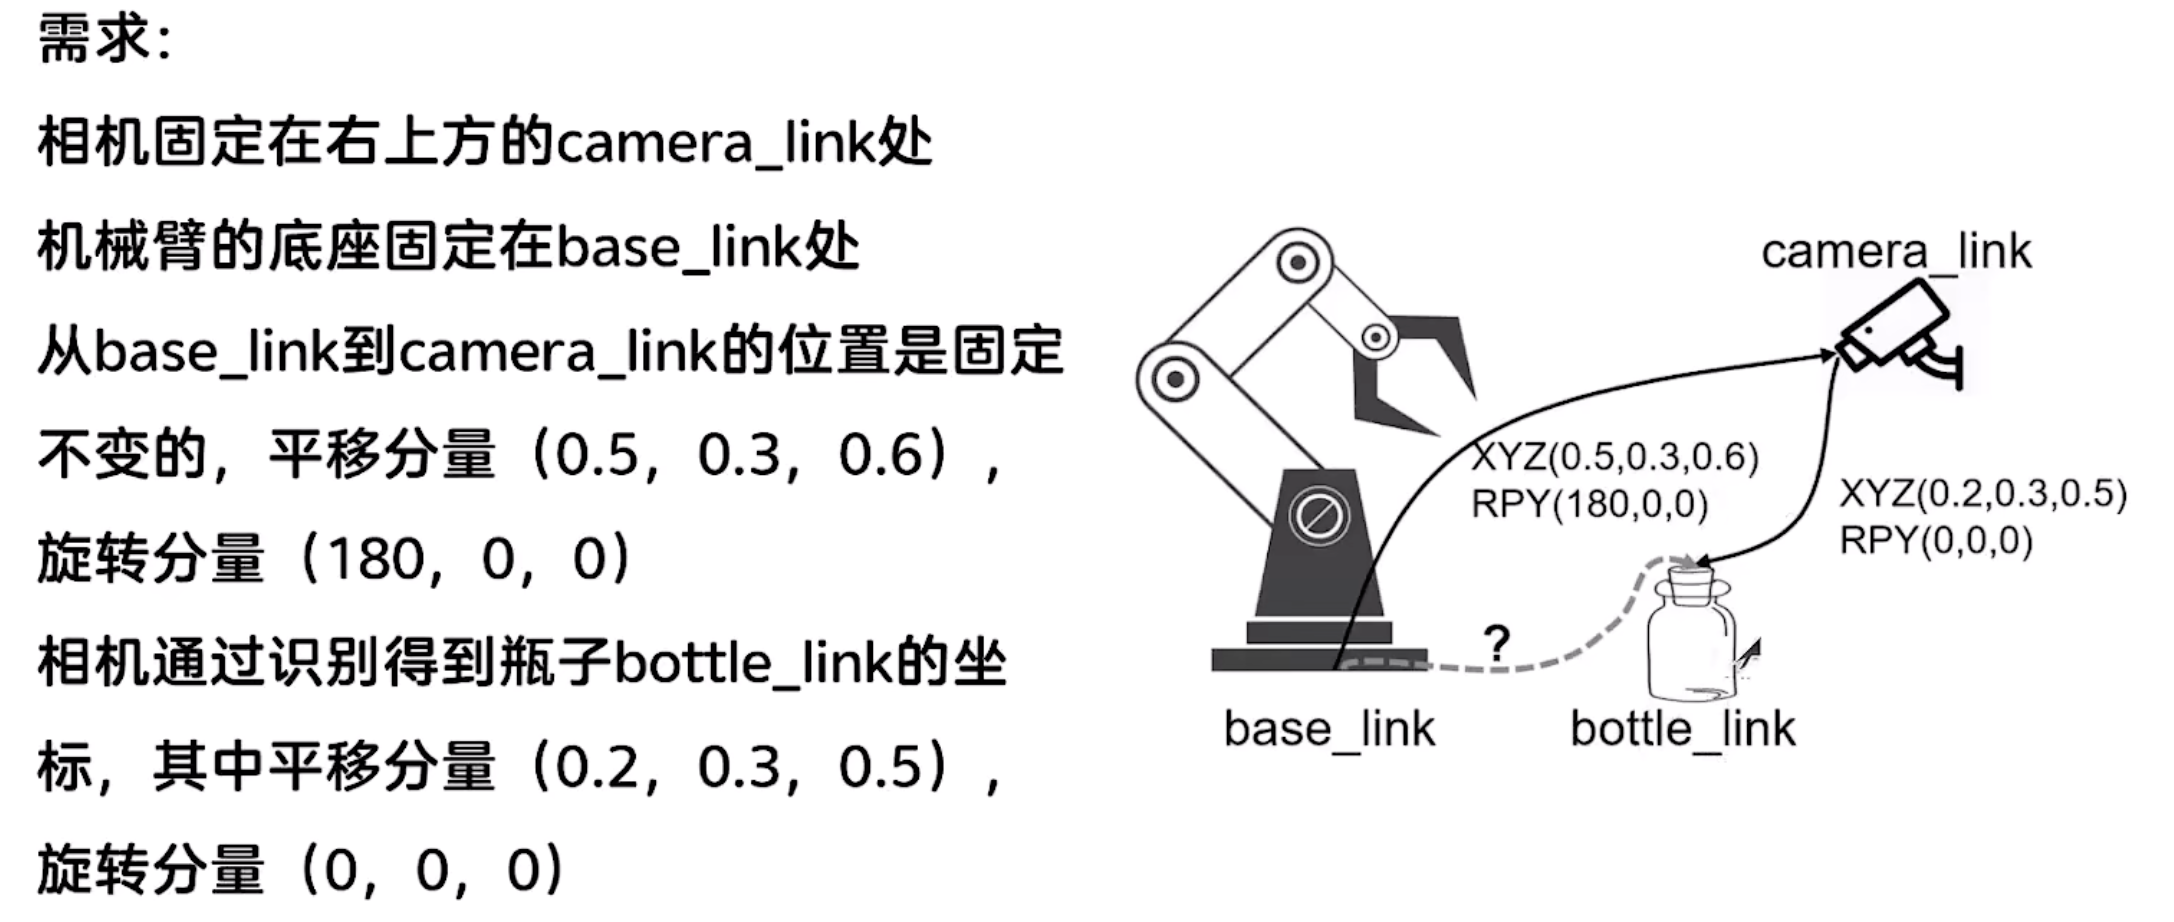 需求：
相机固定在右上方的camera_link处
机械臂的底座固定在base_link处
从base_link到camera_link的位置是固定
不变的，平移分量（0.5，0.3，0.6），
旋转分量（180，0，0）
相机通过识别得到瓶子bottle_link的坐
标，其中平移分量（0.2，0.3，0.5），
旋转分量（0，0，0）
camera_link
XYZ(0.5,0.3,0.6)
RPY(180,0,0)
XYZ(0.2,0.3,0.5)
RPY(0,0,0)
?
base_link
bottle_link